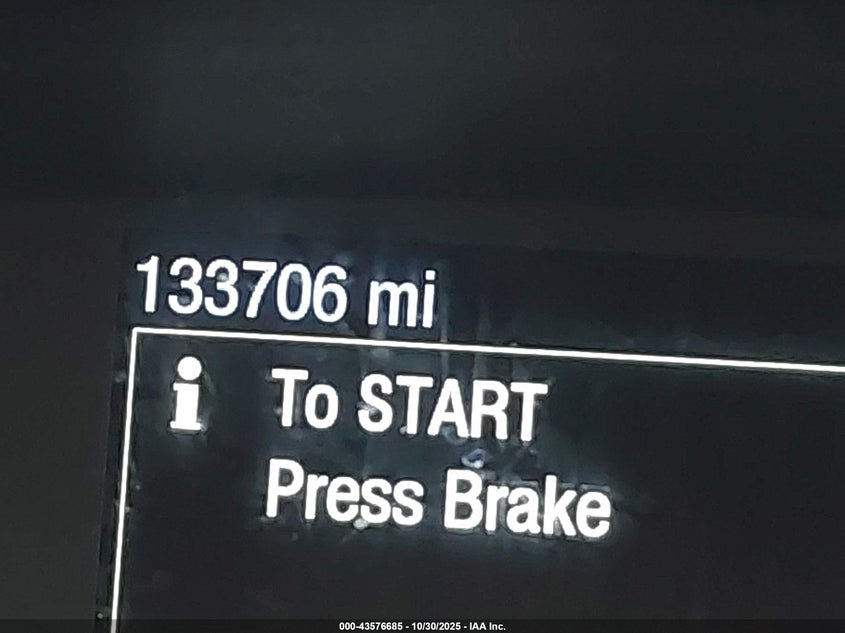 133706 mi
i To START
Press Brake
000-43576685 - 10/30/2025 - IAA Inc.